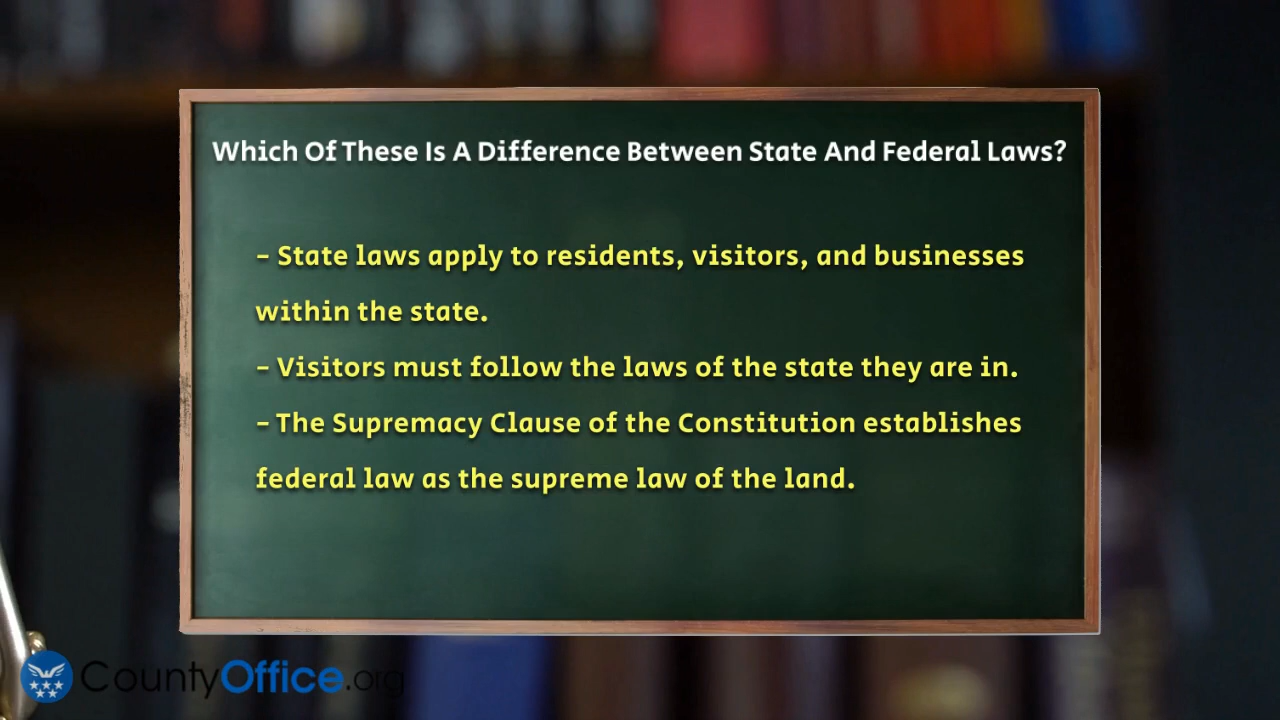 Which Of These Is A Difference Between State And Federal Laws?
- State laws apply to residents, visitors, and businesses
within the state.
- Visitors must follow the laws of the state they are in.
- The Supremacy Clause of the Constitution establishes
federal law as the supreme law of the land.
CountyOffice.org